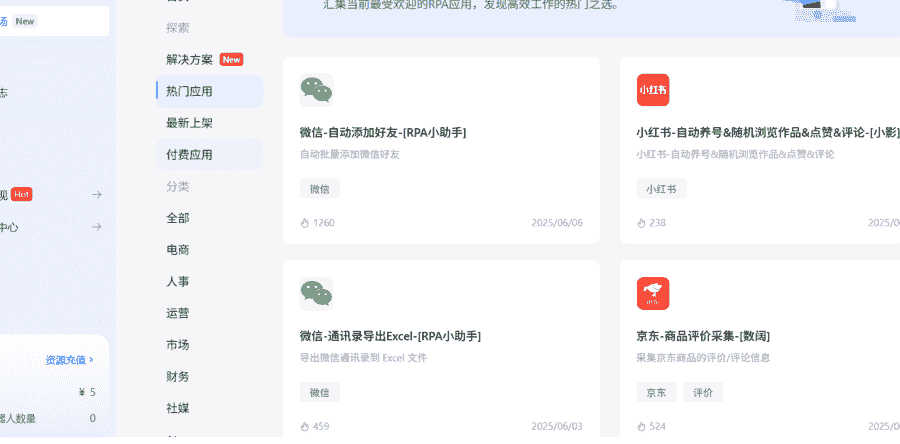 场 New
志
现 Hot →
中心 →
资源充值 ›
¥ 5
器人数量 0
探索
解决方案 New
热门应用
最新上架
付费应用
分类
全部
电商
人事
运营
市场
财务
社媒
汇集当前最受欢迎的RPA应用，发现高效工作的热门之选。
微信-自动添加好友-[RPA小助手]
自动批量添加微信好友
微信
1260 2025/06/06
小红书
小红书-自动养号&随机浏览作品&点赞&评论-[小影]
小红书-自动养号&随机浏览作品&点赞&评论
小红书
238 2025/0
微信-通讯录导出Excel-[RPA小助手]
导出微信通讯录到 Excel 文件
微信
459 2025/06/03
京东-商品评价采集-[数阔]
采集京东商品的评价/评论信息
京东 评价
524 2025/0